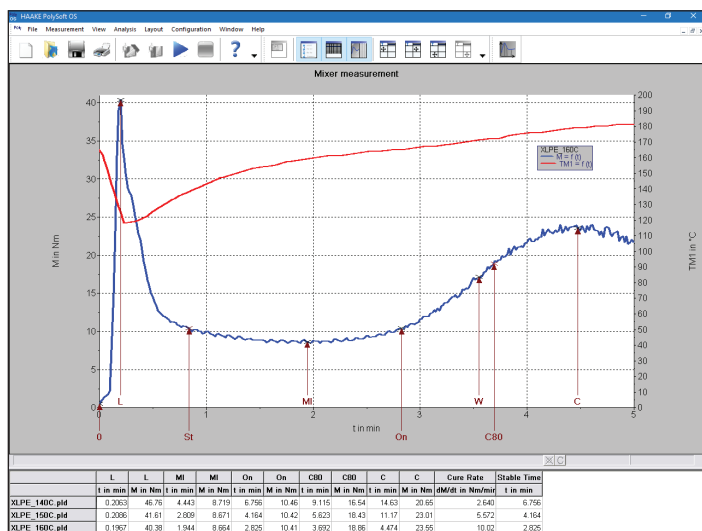 HAAKE PolySoft OS
File Measurement View Analysis Layout Configuration Window Help
Mixer measurement
M in Nm
40
35
30
25
20
15
10
5
0
200
190
180
170
160
150
140
130
120
110
100
90
80
70
60
50
40
30
20
10
0
TM1 in °C
XLPE_160C
M = f (t)
TM1 = f (t)
L MI W C
0 1 2 3 4 5
t in min
0 St On C80
L L MI MI On On C80 C80 C C Cure Rate Stable Time
t in min M in Nm t in min M in Nm t in min M in Nm t in min M in Nm t in min M in Nm dM/dt in Nm/min t in min
XLPE_140C.pld 0.2063 46.76 4.443 8.719 6.756 10.46 9.115 16.54 14.63 20.65 2.640 6.756
XLPE_150C.pld 0.2086 41.61 2.809 8.671 4.164 10.42 5.623 18.43 11.17 23.01 5.572 4.164
XLPE_160C.pld 0.1967 40.38 1.944 8.664 2.825 10.41 3.692 18.86 4.474 23.55 10.02 2.825